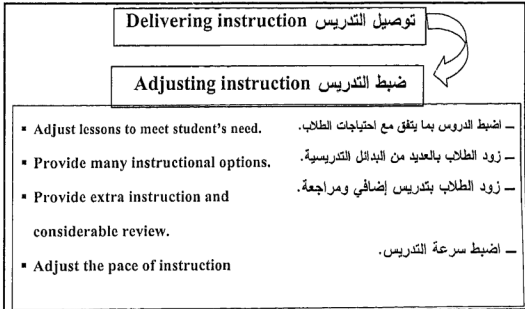 Delivering instruction توصيل التدريس
Adjusting instruction ضبط التدريس
▪ Adjust lessons to meet student's need.
▪ Provide many instructional options.
▪ Provide extra instruction and
considerable review.
▪ Adjust the pace of instruction
– اضبط الدروس بما يتفق مع احتياجات الطلاب.
– زود الطلاب بالعديد من البدائل التدريسية.
– زود الطلاب بتدريس إضافي ومراجعة.
– اضبط سرعة التدريس.